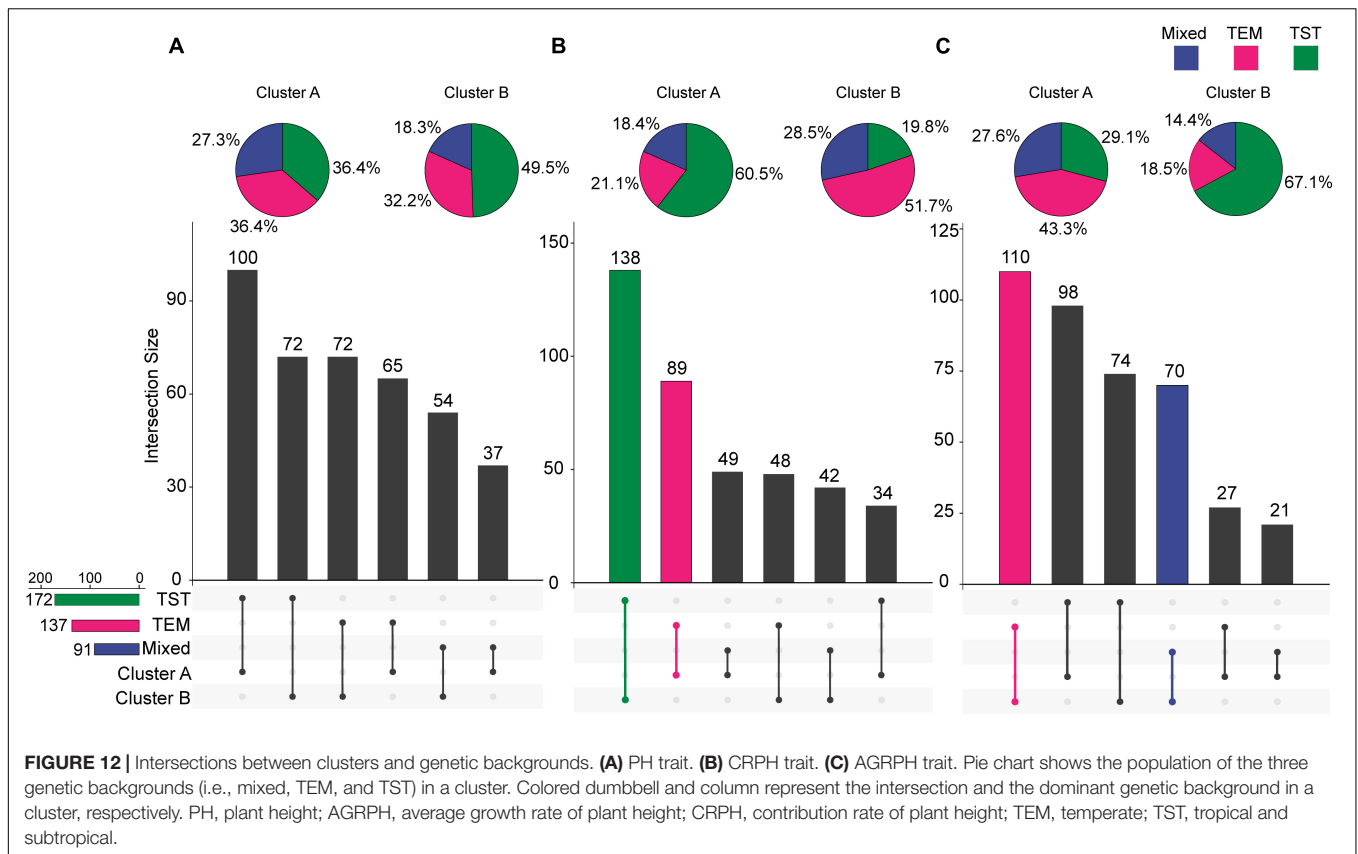 A
B
C
Mixed TEM TST
Cluster A
Cluster B
Cluster A
Cluster B
Cluster A
Cluster B
27.3%
36.4%
36.4%
18.3%
49.5%
32.2%
18.4%
60.5%
21.1%
28.5%
19.8%
51.7%
27.6%
29.1%
43.3%
14.4%
18.5%
67.1%
Intersection Size
90
60
30
0
100
72
72
65
54
37
150
100
50
0
138
89
49
48
42
34
125
100
75
50
25
0
110
98
74
70
27
21
200 100 0
172 TST
137 TEM
91 Mixed
Cluster A
Cluster B
FIGURE 12 | Intersections between clusters and genetic backgrounds. (A) PH trait. (B) CRPH trait. (C) AGRPH trait. Pie chart shows the population of the three
genetic backgrounds (i.e., mixed, TEM, and TST) in a cluster. Colored dumbbell and column represent the intersection and the dominant genetic background in a
cluster, respectively. PH, plant height; AGRPH, average growth rate of plant height; CRPH, contribution rate of plant height; TEM, temperate; TST, tropical and
subtropical.